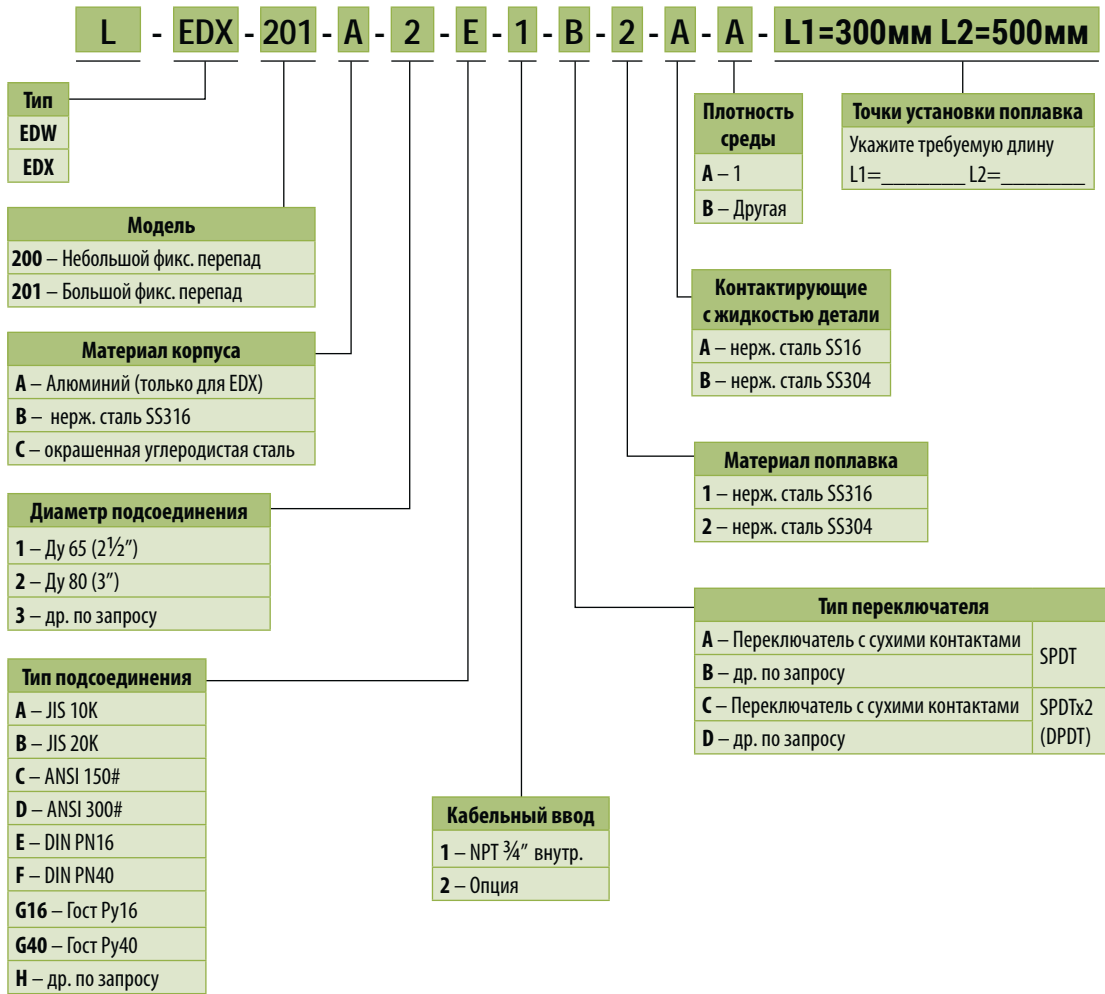 L - EDX - 201 - A - 2 - E - 1 - B - 2 - A - A - L1=300мм L2=500мм
Тип
EDW
EDX
Модель
200 – Небольшой фикс. перепад
201 – Большой фикс. перепад
Материал корпуса
A – Алюминий (только для EDX)
B – нерж. сталь SS316
C – окрашенная углеродистая сталь
Диаметр подсоединения
1 – Ду 65 (2½″)
2 – Ду 80 (3″)
3 – др. по запросу
Тип подсоединения
A – JIS 10K
B – JIS 20K
C – ANSI 150#
D – ANSI 300#
E – DIN PN16
F – DIN PN40
G16 – Гост Ру16
G40 – Гост Ру40
H – др. по запросу
Кабельный ввод
1 – NPT ¾″ внутр.
2 – Опция
Тип переключателя
A – Переключатель с сухими контактами
B – др. по запросу
SPDT
C – Переключатель с сухими контактами
D – др. по запросу
SPDTx2
(DPDT)
Материал поплавка
1 – нерж. сталь SS316
2 – нерж. сталь SS304
Контактирующие
с жидкостью детали
A – нерж. сталь SS16
B – нерж. сталь SS304
Плотность
среды
A – 1
B – Другая
Точки установки поплавка
Укажите требуемую длину
L1=_______ L2=_______